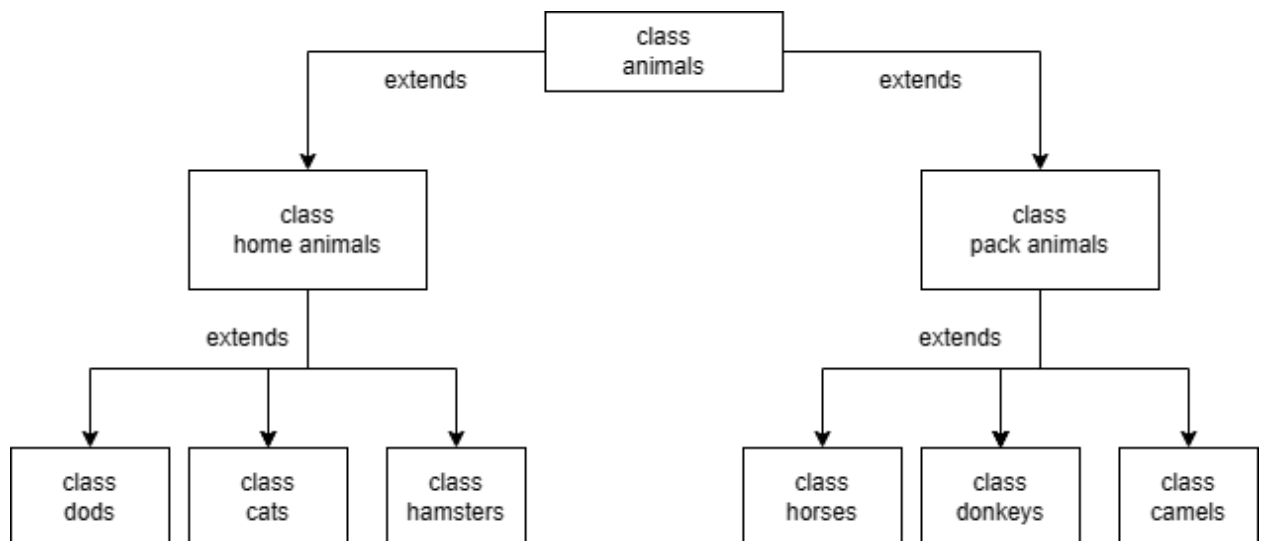 class
animals
extends
extends
class
home animals
class
pack animals
extends
extends
class
dods
class
cats
class
hamsters
class
horses
class
donkeys
class
camels